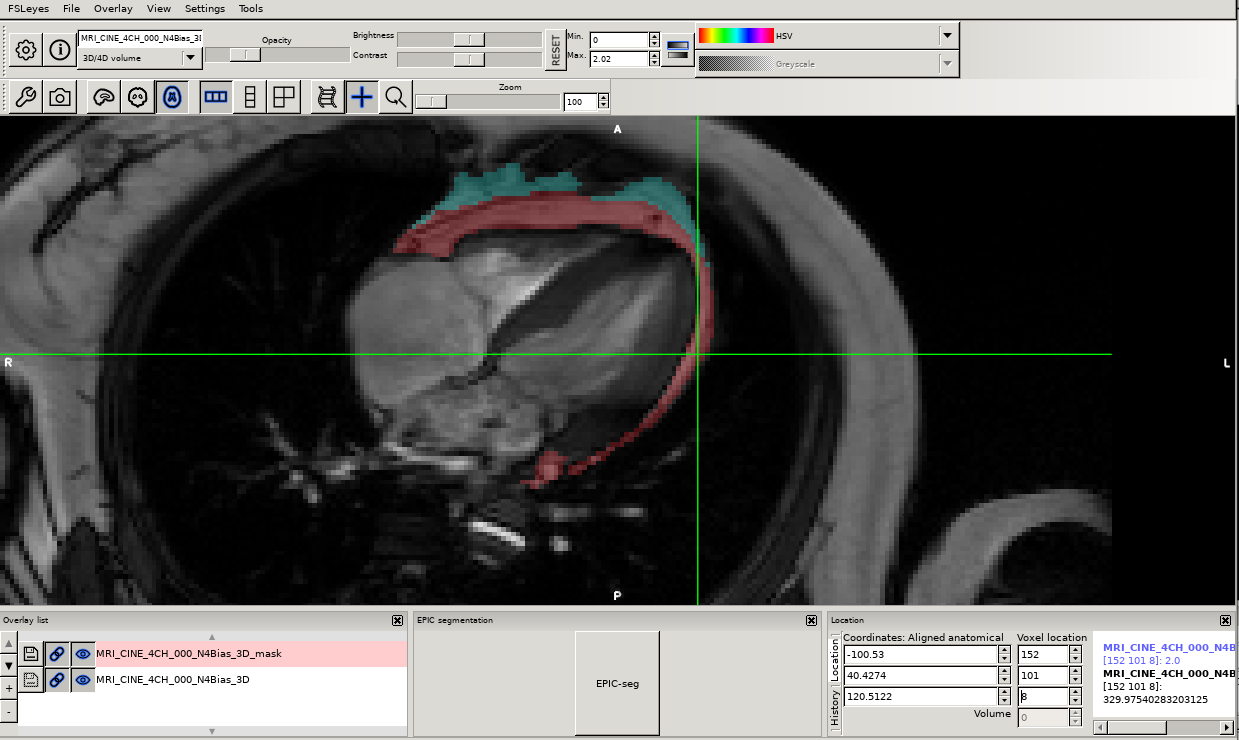 FSLeyes File Overlay View Settings Tools
MRI_CINE_4CH_000_N4Bias_3
3D/4D volume
Opacity
Brightness
Contrast
RESET
Min. 0
Max. 2.02
HSV
Greyscale
Zoom
100
A
R
L
P
Overlay list
MRI_CINE_4CH_000_N4Bias_3D_mask
MRI_CINE_4CH_000_N4Bias_3D
EPIC segmentation
EPIC-seg
Location
Location
History
Coordinates: Aligned anatomical Voxel location
-100.53 152
40.4274 101
120.5122 8
Volume 0
MRI_CINE_4CH_000_N4B
[152 101 8]: 2.0
MRI_CINE_4CH_000_N4B
[152 101 8]:
329.97540283203125